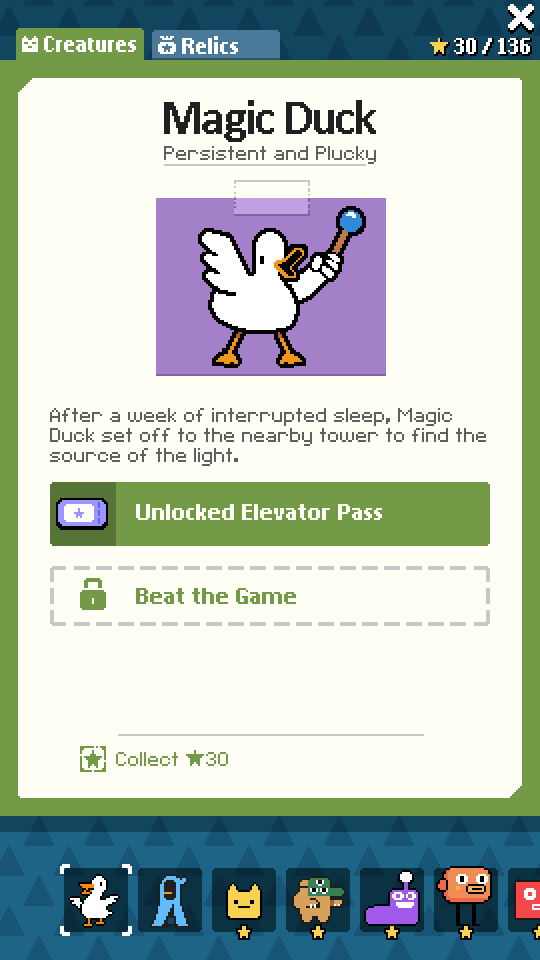 Creatures
Relics
30 / 136
Magic Duck
Persistent and Plucky
After a week of interrupted sleep, Magic
Duck set off to the nearby tower to find the
source of the light.
Unlocked Elevator Pass
Beat the Game
Collect ★30